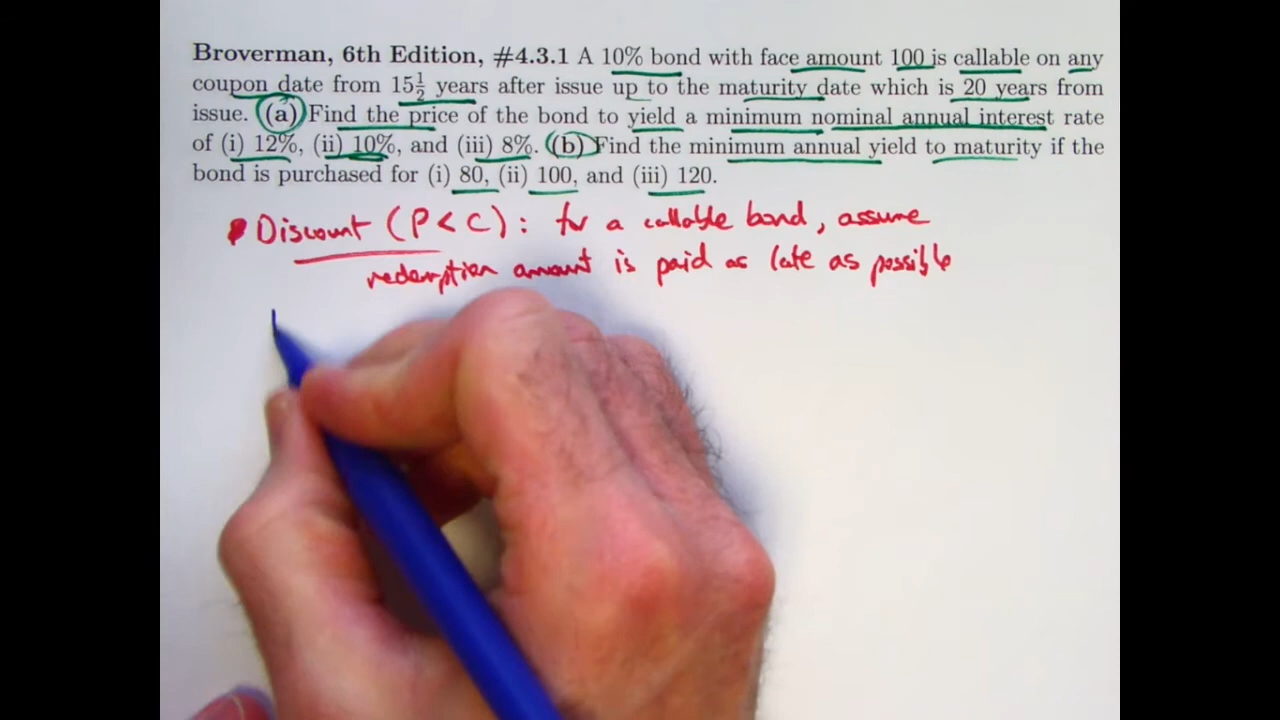 Broverman, 6th Edition, #4.3.1 A 10% bond with face amount 100 is callable on any
coupon date from 15½ years after issue up to the maturity date which is 20 years from
issue. (a) Find the price of the bond to yield a minimum nominal annual interest rate
of (i) 12%, (ii) 10%, and (iii) 8%. (b) Find the minimum annual yield to maturity if the
bond is purchased for (i) 80, (ii) 100, and (iii) 120.
• Discount (P < C): for a callable bond, assume
redemption amount is paid as late as possible